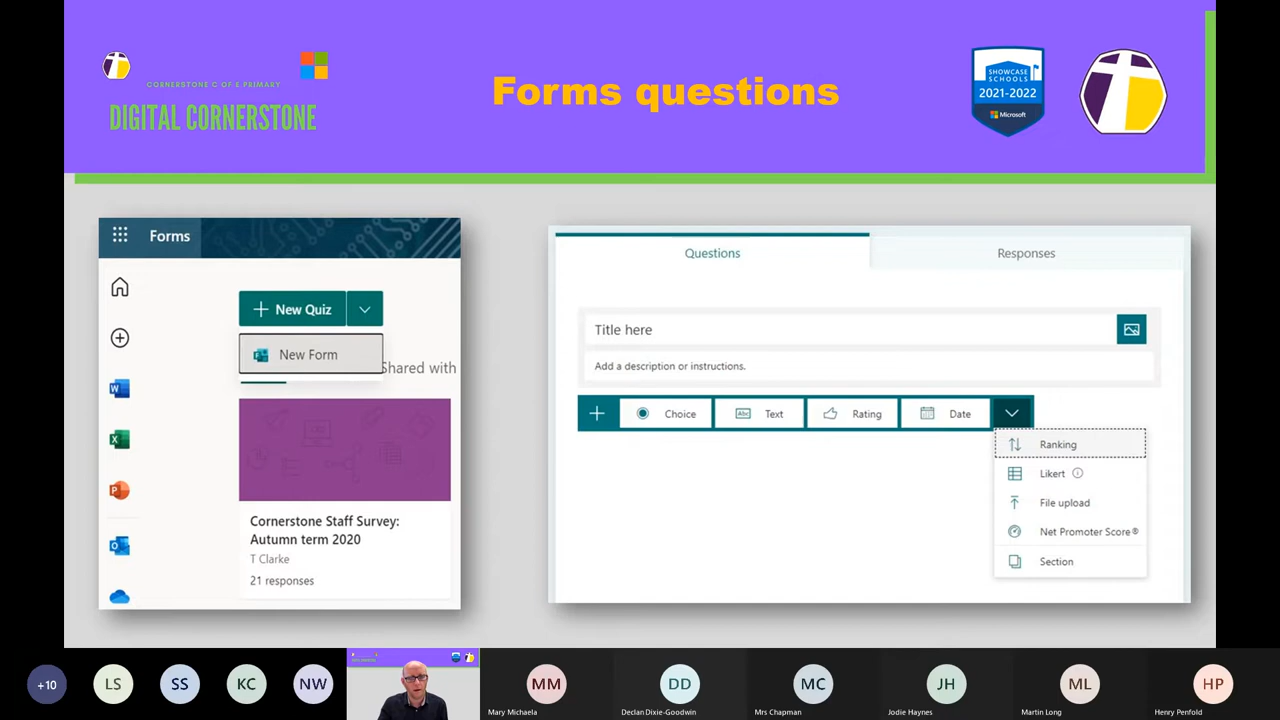 CORNERSTONE C OF E PRIMARY
DIGITAL CORNERSTONE
Forms questions
SHOWCASE
SCHOOLS
2021-2022
Microsoft
Forms
New Quiz
New Form
Shared with
Cornerstone Staff Survey:
Autumn term 2020
T Clarke
21 responses
Questions
Responses
Title here
Add a description or instructions.
Choice
Abc
Text
Rating
Date
Ranking
Likert
File upload
Net Promoter Score®
Section
+10
LS
SS
KC
NW
MM
Mary Michaela
DD
Declan Dixie-Goodwin
MC
Mrs Chapman
JH
Jodie Haynes
ML
Martin Long
HP
Henry Penfold